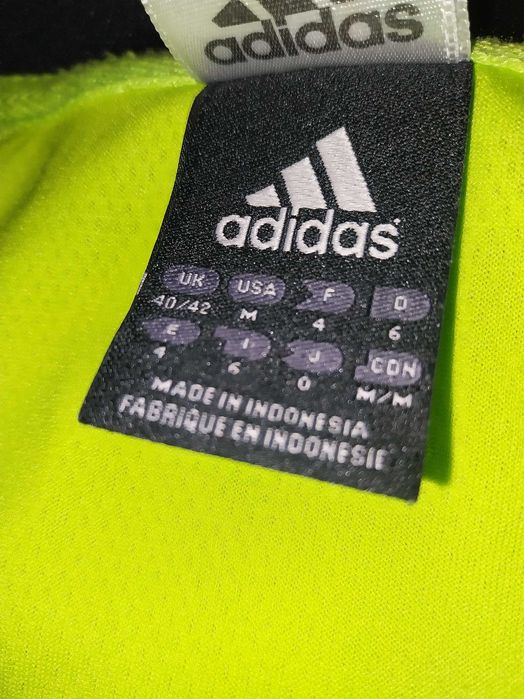 adidas
adidas
UK USA F D
40/42 M 4 6
E I J CDN
4 6 O M/M
MADE IN INDONESIA
FABRIQUE EN INDONESIE